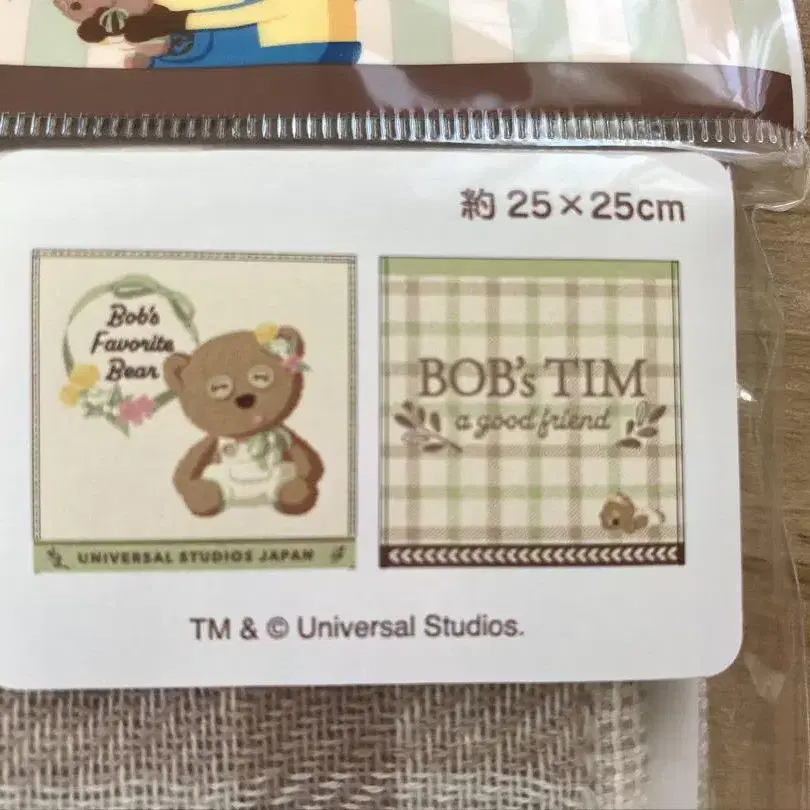 約 25×25cm
Bob's
Favorite
Bear
UNIVERSAL STUDIOS JAPAN
BOB's TIM
a good friend
TM & © Universal Studios.